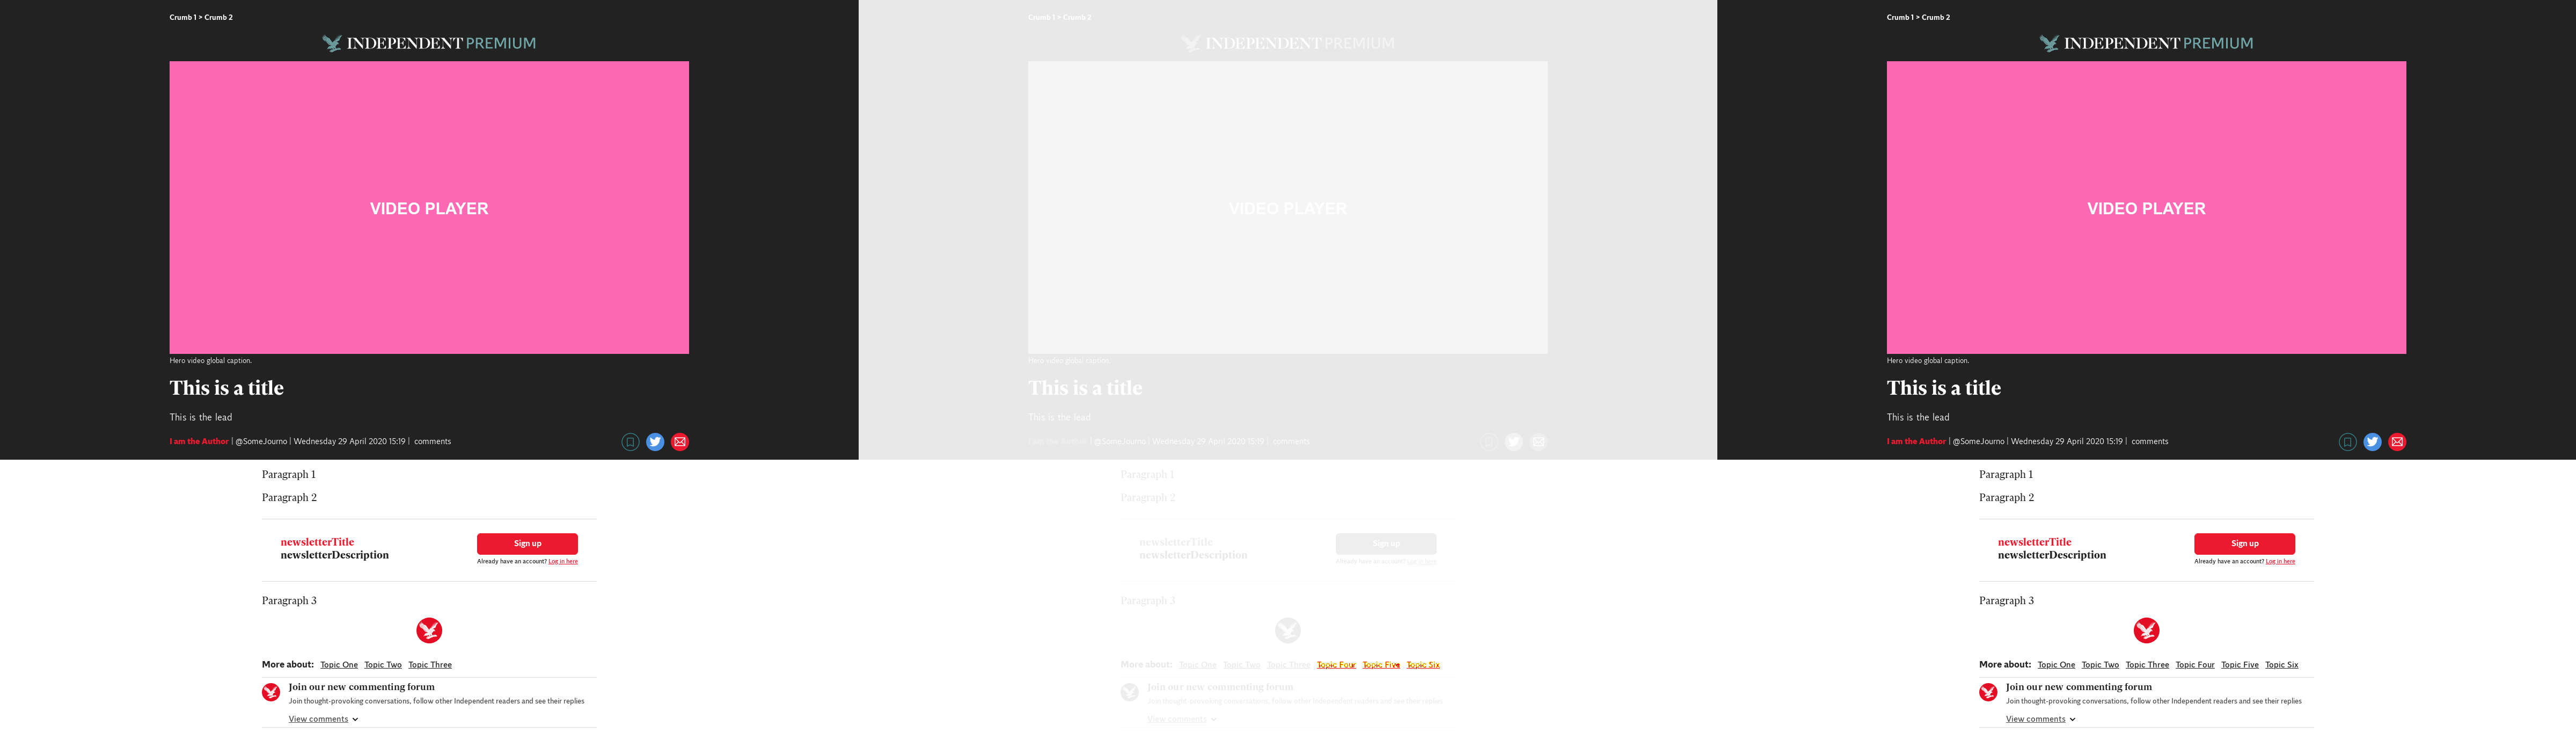 Crumb 1 > Crumb 2
INDEPENDENT PREMIUM
VIDEO PLAYER
Hero video global caption.
This is a title
This is the lead
I am the Author | @SomeJourno | Wednesday 29 April 2020 15:19 | comments
Paragraph 1
Paragraph 2
newsletterTitle
newsletterDescription
Sign up
Already have an account? Log in here
Paragraph 3
More about: Topic One Topic Two Topic Three
Join our new commenting forum
Join thought-provoking conversations, follow other Independent readers and see their replies
View comments
Crumb 1 > Crumb 2
INDEPENDENT PREMIUM
VIDEO PLAYER
Hero video global caption.
This is a title
This is the lead
I am the Author | @SomeJourno | Wednesday 29 April 2020 15:19 | comments
Paragraph 1
Paragraph 2
newsletterTitle
newsletterDescription
Sign up
Already have an account? Log in here
Paragraph 3
More about: Topic One Topic Two Topic Three Topic Four Topic Five Topic Six
Join our new commenting forum
Join thought-provoking conversations, follow other Independent readers and see their replies
View comments
Crumb 1 > Crumb 2
INDEPENDENT PREMIUM
VIDEO PLAYER
Hero video global caption.
This is a title
This is the lead
I am the Author | @SomeJourno | Wednesday 29 April 2020 15:19 | comments
Paragraph 1
Paragraph 2
newsletterTitle
newsletterDescription
Sign up
Already have an account? Log in here
Paragraph 3
More about: Topic One Topic Two Topic Three Topic Four Topic Five Topic Six
Join our new commenting forum
Join thought-provoking conversations, follow other Independent readers and see their replies
View comments